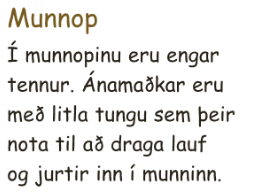 Munnop
Í munnopinu eru engar
tennur. Ánamaðkar eru
með litla tungu sem þeir
nota til að draga lauf
og jurtir inn í munninn.